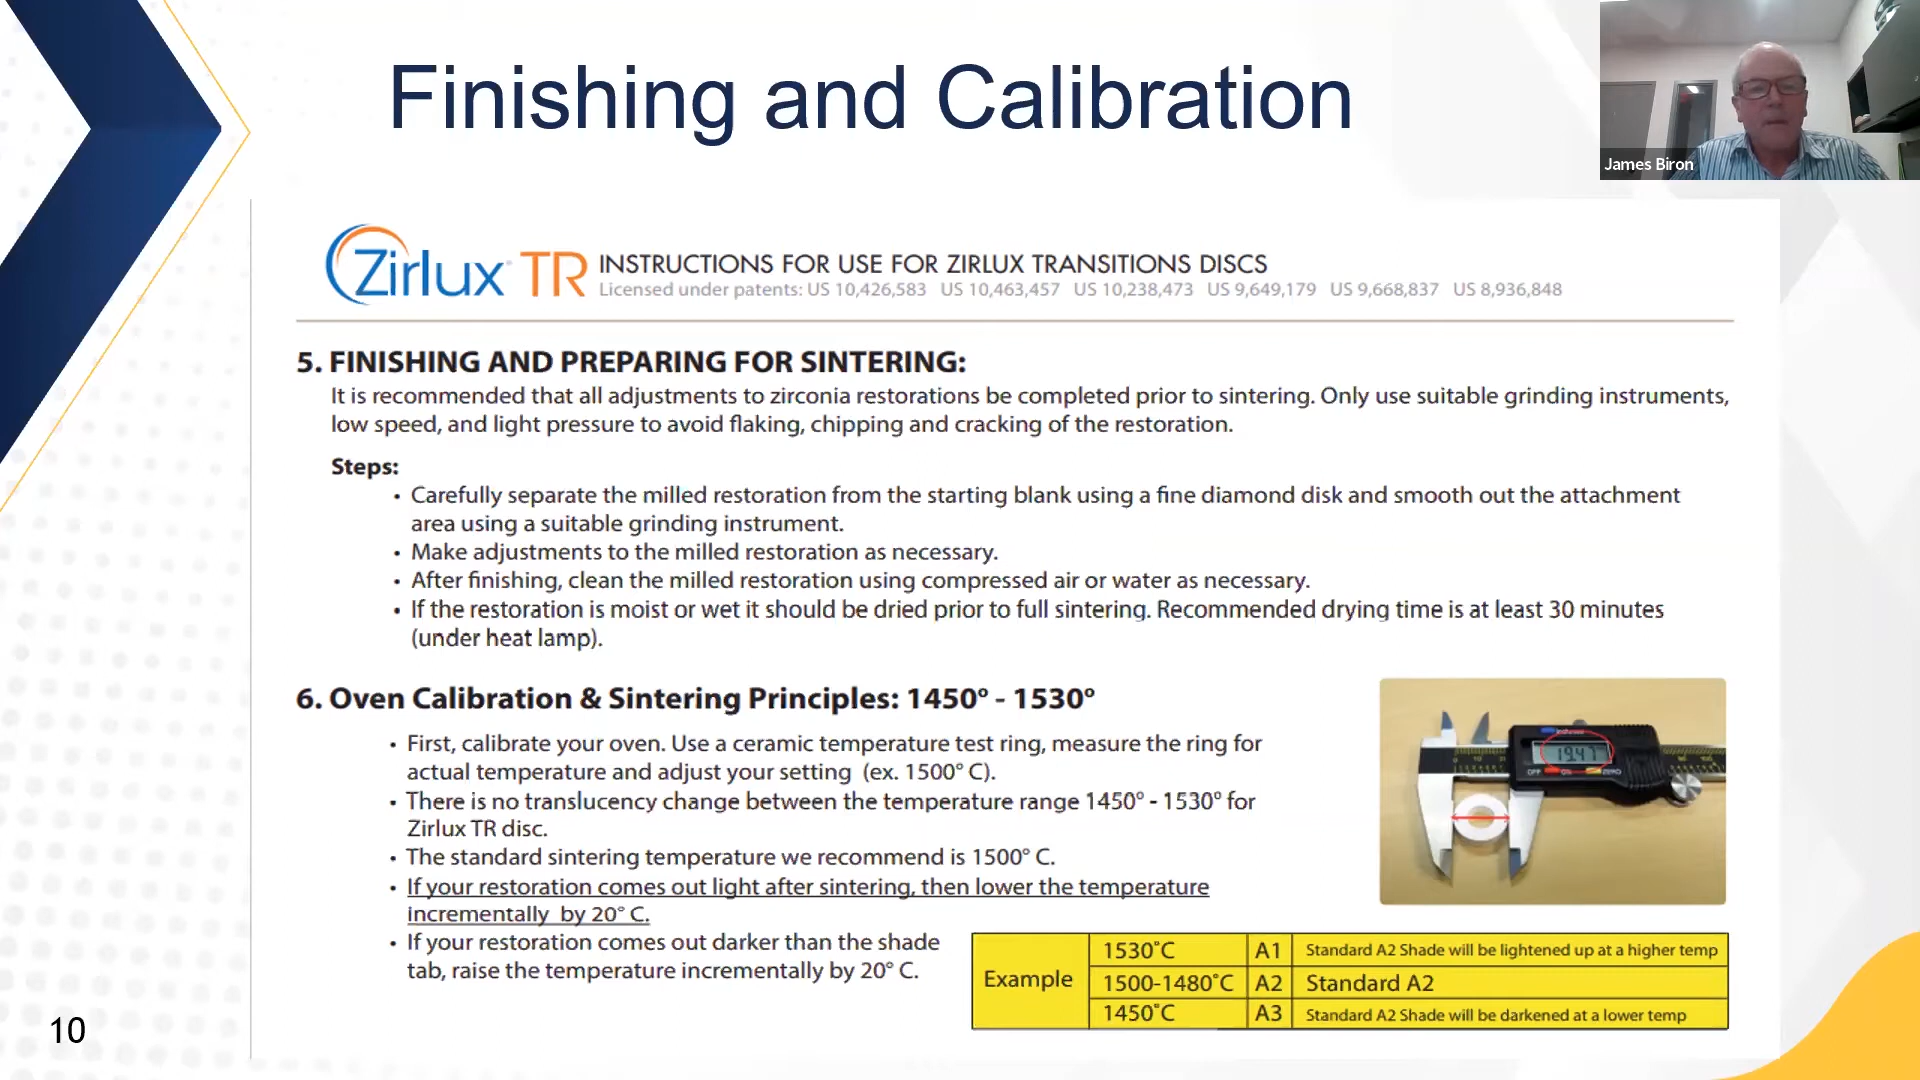 Finishing and Calibration
James Biron
Zirlux TR
INSTRUCTIONS FOR USE FOR ZIRLUX TRANSITIONS DISCS
Licensed under patents: US 10,426,583 US 10,463,457 US 10,238,473 US 9,649,179 US 9,668,837 US 8,936,848
5. FINISHING AND PREPARING FOR SINTERING:
It is recommended that all adjustments to zirconia restorations be completed prior to sintering. Only use suitable grinding instruments,
low speed, and light pressure to avoid flaking, chipping and cracking of the restoration.
Steps:
• Carefully separate the milled restoration from the starting blank using a fine diamond disk and smooth out the attachment
area using a suitable grinding instrument.
• Make adjustments to the milled restoration as necessary.
• After finishing, clean the milled restoration using compressed air or water as necessary.
• If the restoration is moist or wet it should be dried prior to full sintering. Recommended drying time is at least 30 minutes
(under heat lamp).
6. Oven Calibration & Sintering Principles: 1450° - 1530°
• First, calibrate your oven. Use a ceramic temperature test ring, measure the ring for
actual temperature and adjust your setting (ex. 1500° C).
• There is no translucency change between the temperature range 1450° - 1530° for
Zirlux TR disc.
• The standard sintering temperature we recommend is 1500° C.
• If your restoration comes out light after sintering, then lower the temperature
incrementally by 20° C.
• If your restoration comes out darker than the shade
tab, raise the temperature incrementally by 20° C.
19.47
OFF
ZERO
Example
1530°C A1 Standard A2 Shade will be lightened up at a higher temp
1500-1480°C A2 Standard A2
1450°C A3 Standard A2 Shade will be darkened at a lower temp
10